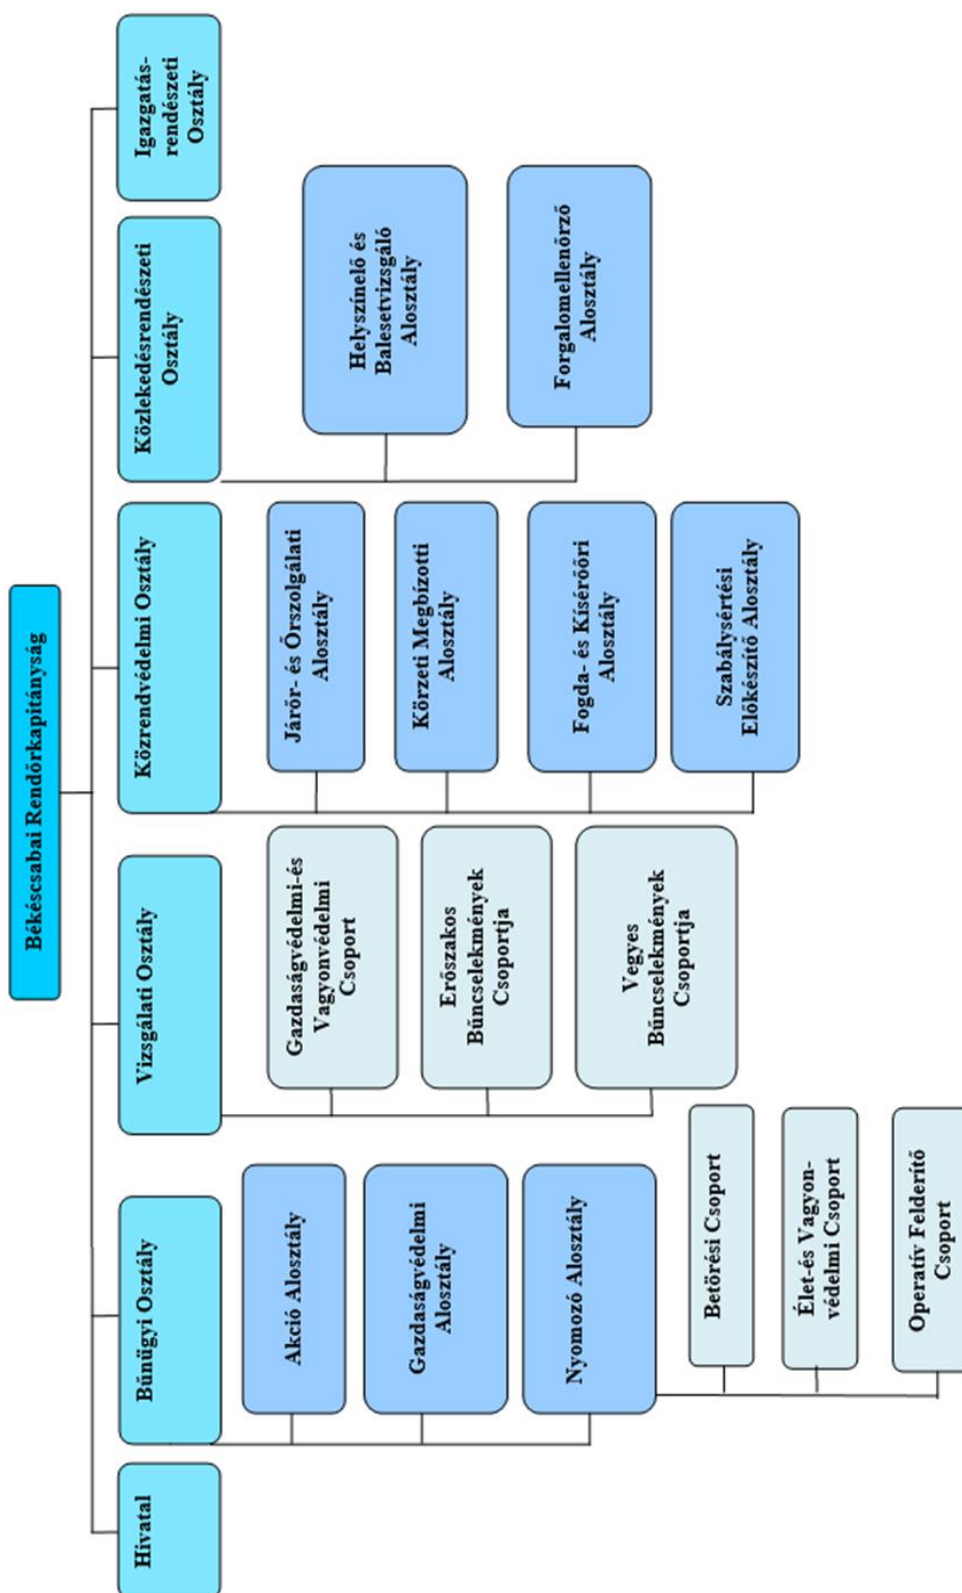 Békéscsabai Rendőrkapitányság
Hivatal
Bűnügyi Osztály
Akció Alosztály
Gazdaságvédelmi
Alosztály
Nyomozó Alosztály
Betörési Csoport
Élet-és Vagyon-
védelmi Csoport
Operatív Felderítő
Csoport
Vizsgálati Osztály
Gazdaságvédelmi-és
Vagyonvédelmi
Csoport
Erőszakos
Bűncselekmények
Csoportja
Vegyes
Bűncselekmények
Csoportja
Közrendvédelmi Osztály
Járőr- és Őrszolgálati
Alosztály
Körzeti Megbízotti
Alosztály
Fogda- és Kísérőőri
Alosztály
Szabálysértési
Előkészítő Alosztály
Közlekedésrendészeti
Osztály
Helyszínelő és
Balesetvizsgáló
Alosztály
Forgalomellenőrző
Alosztály
Igazgatás-
rendészeti
Osztály